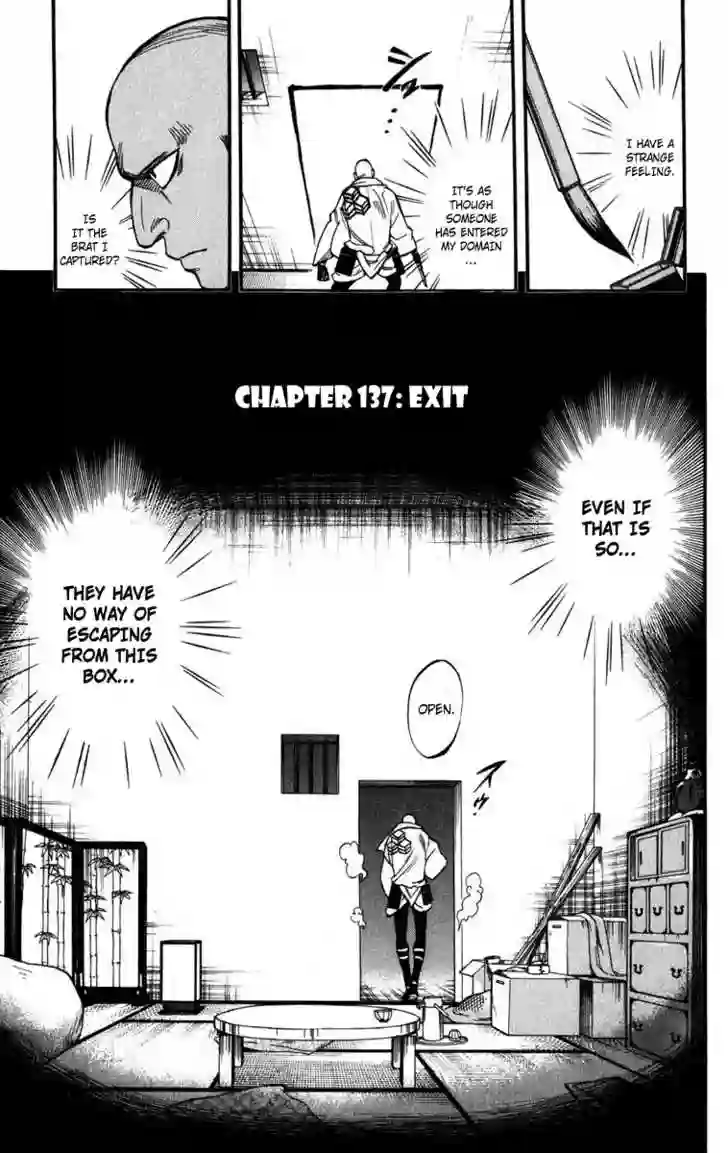 I HAVE A
STRANGE
FEELING.
IT'S AS
THOUGH
SOMEONE
HAS ENTERED
MY DOMAIN
...
IS
IT THE
BRAT I
CAPTURED?
CHAPTER 137: EXIT
EVEN IF
THAT IS
SO...
THEY HAVE
NO WAY OF
ESCAPING
FROM THIS
BOX...
OPEN.